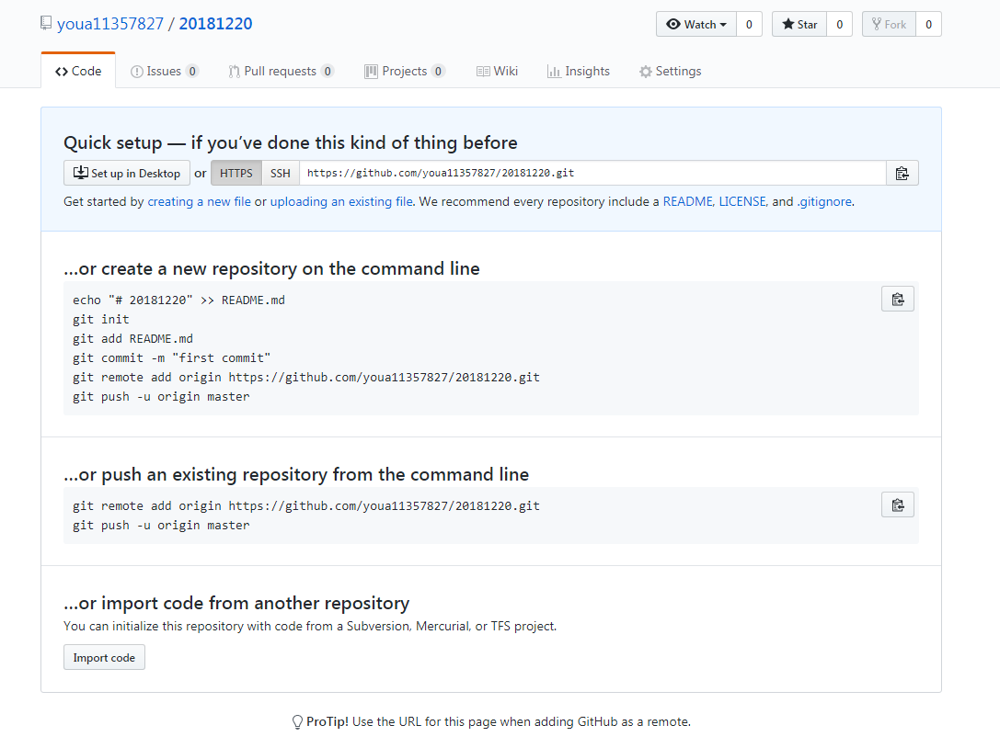 youa11357827 / 20181220
Watch 0 Star 0 Fork 0
Code Issues 0 Pull requests 0 Projects 0 Wiki Insights Settings
Quick setup — if you’ve done this kind of thing before
Set up in Desktop or HTTPS SSH https://github.com/youa11357827/20181220.git
Get started by creating a new file or uploading an existing file. We recommend every repository include a README, LICENSE, and .gitignore.
…or create a new repository on the command line
echo "# 20181220" >> README.md
git init
git add README.md
git commit -m "first commit"
git remote add origin https://github.com/youa11357827/20181220.git
git push -u origin master
…or push an existing repository from the command line
git remote add origin https://github.com/youa11357827/20181220.git
git push -u origin master
…or import code from another repository
You can initialize this repository with code from a Subversion, Mercurial, or TFS project.
Import code
ProTip! Use the URL for this page when adding GitHub as a remote.